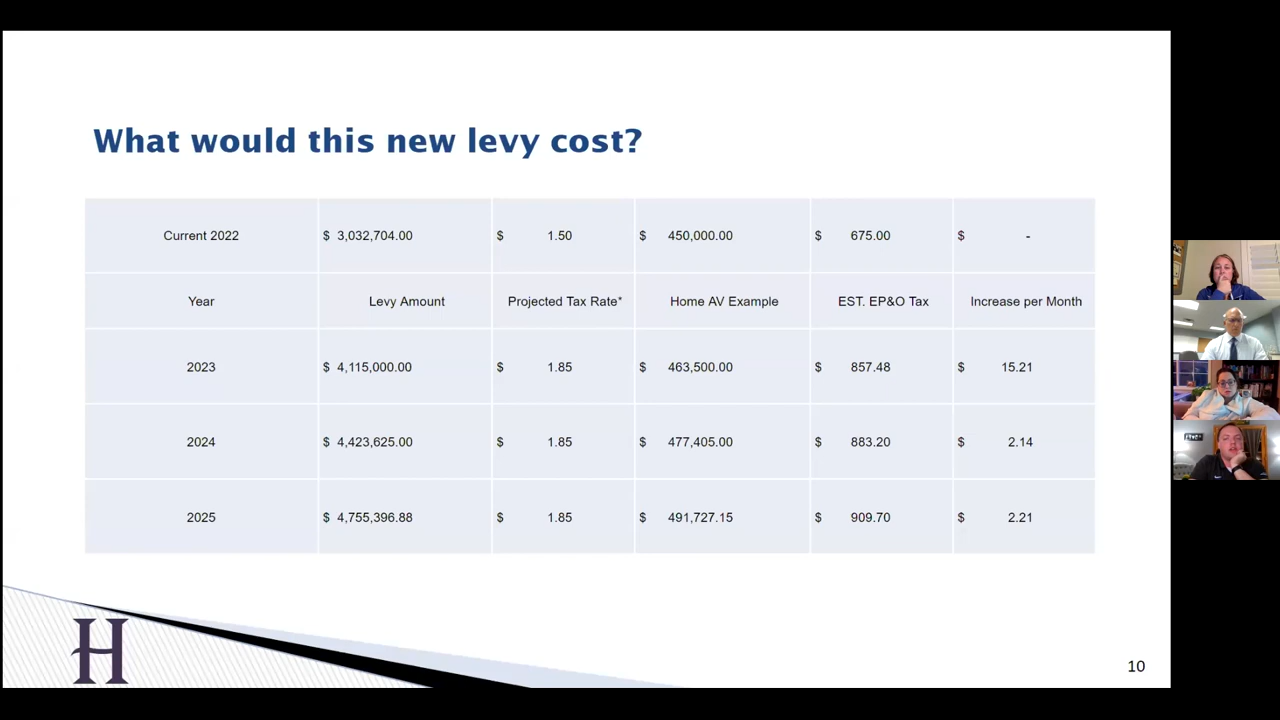 What would this new levy cost?
Current 2022 $ 3,032,704.00 $ 1.50 $ 450,000.00 $ 675.00 $ -
Year Levy Amount Projected Tax Rate* Home AV Example EST. EP&O Tax Increase per Month
2023 $ 4,115,000.00 $ 1.85 $ 463,500.00 $ 857.48 $ 15.21
2024 $ 4,423,625.00 $ 1.85 $ 477,405.00 $ 883.20 $ 2.14
2025 $ 4,755,396.88 $ 1.85 $ 491,727.15 $ 909.70 $ 2.21
H
10